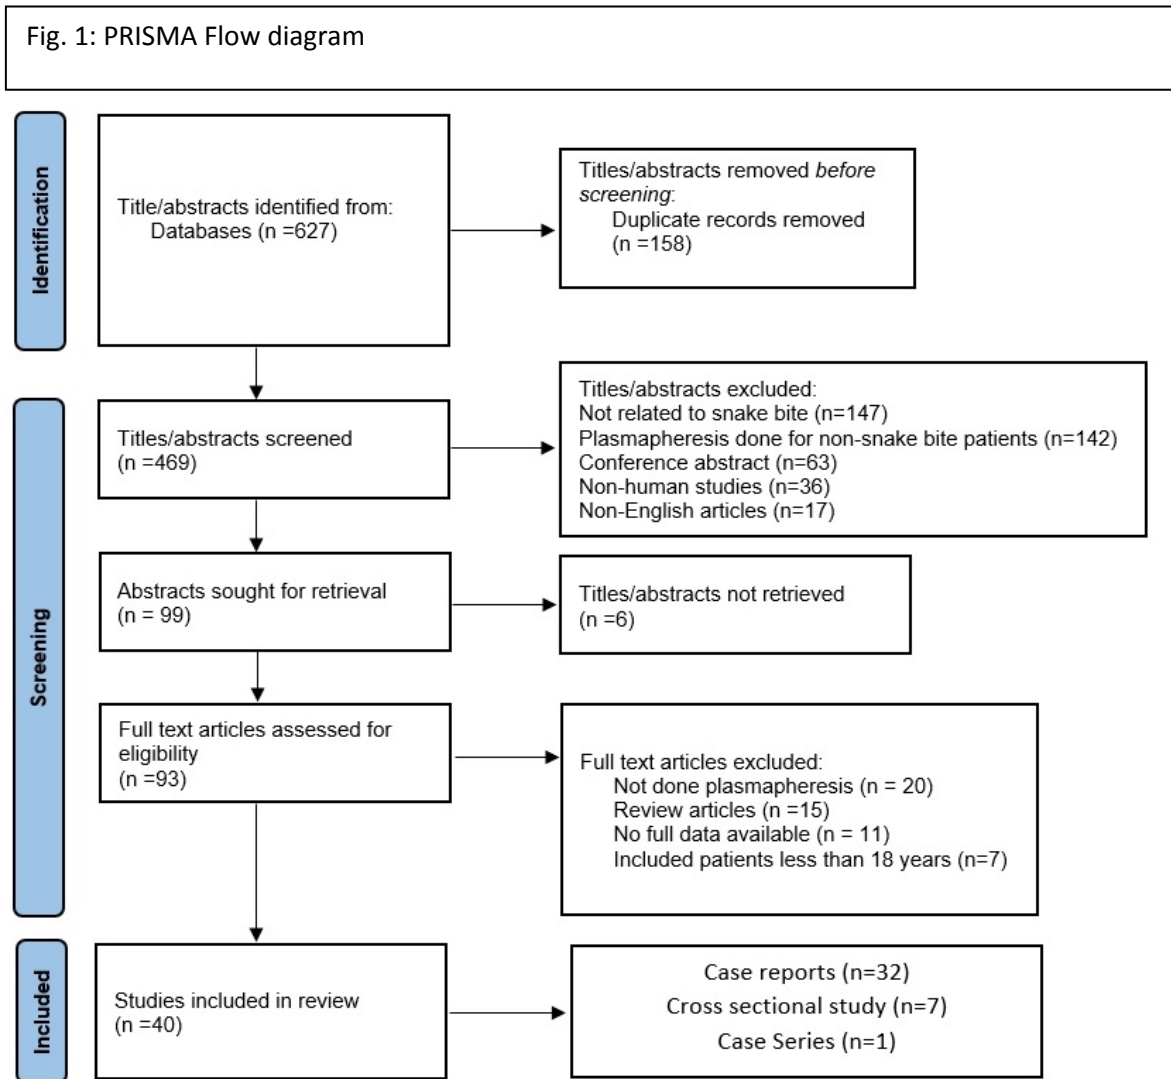 Fig. 1: PRISMA Flow diagram
Identification
Title/abstracts identified from:
Databases (n =627)
Titles/abstracts removed before
screening:
Duplicate records removed
(n =158)
Screening
Titles/abstracts screened
(n =469)
Titles/abstracts excluded:
Not related to snake bite (n=147)
Plasmapheresis done for non-snake bite patients (n=142)
Conference abstract (n=63)
Non-human studies (n=36)
Non-English articles (n=17)
Abstracts sought for retrieval
(n = 99)
Titles/abstracts not retrieved
(n =6)
Full text articles assessed for
eligibility
(n =93)
Full text articles excluded:
Not done plasmapheresis (n = 20)
Review articles (n =15)
No full data available (n = 11)
Included patients less than 18 years (n=7)
Included
Studies included in review
(n =40)
Case reports (n=32)
Cross sectional study (n=7)
Case Series (n=1)